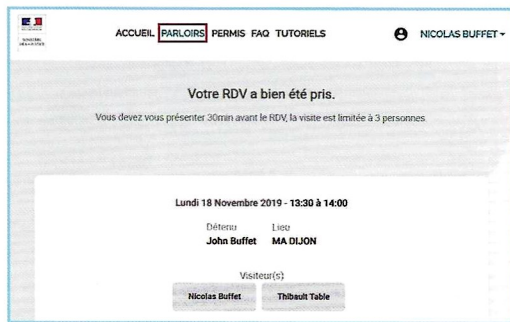 ACCUEIL PARLOIRS PERMIS FAQ TUTORIELS NICOLAS BUFFET
Votre RDV a bien été pris.
Vous devez vous présenter 30min avant le RDV, la visite est limitée à 3 personnes
Lundi 18 Novembre 2019 - 13:30 à 14:00
Détenu Lieu
John Buffet MA DIJON
Visiteur(s)
Nicolas Buffet Thibault Table